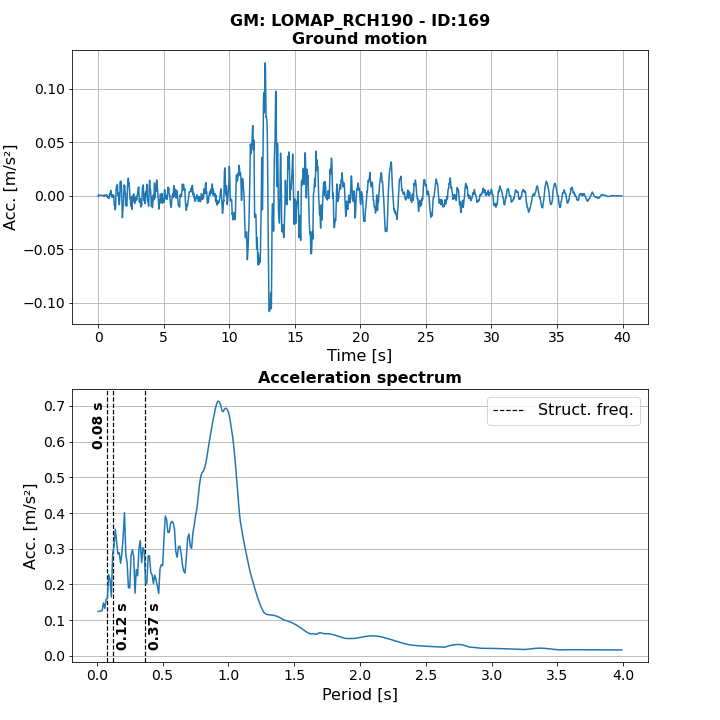 GM: LOMAP_RCH190 - ID:169
Ground motion
0.10
0.05
0.00
−0.05
−0.10
Acc. [m/s²]
0 5 10 15 20 25 30 35 40
Time [s]
Acceleration spectrum
0.7
0.6
0.5
0.4
0.3
0.2
0.1
0.0
Acc. [m/s²]
Struct. freq.
0.08 s
0.12 s
0.37 s
0.0 0.5 1.0 1.5 2.0 2.5 3.0 3.5 4.0
Period [s]